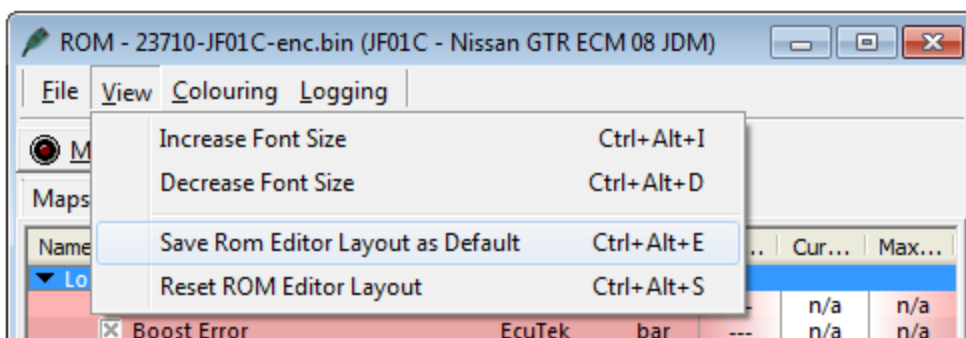 ROM - 23710-JF01C-enc.bin (JF01C - Nissan GTR ECM 08 JDM)
File View Colouring Logging
Increase Font Size Ctrl+Alt+I
M
Decrease Font Size Ctrl+Alt+D
Maps
Save Rom Editor Layout as Default Ctrl+Alt+E
Name .. Cur... Max...
Lo
Reset ROM Editor Layout Ctrl+Alt+S
n/a n/a
Boost Error EcuTek bar --- n/a n/a